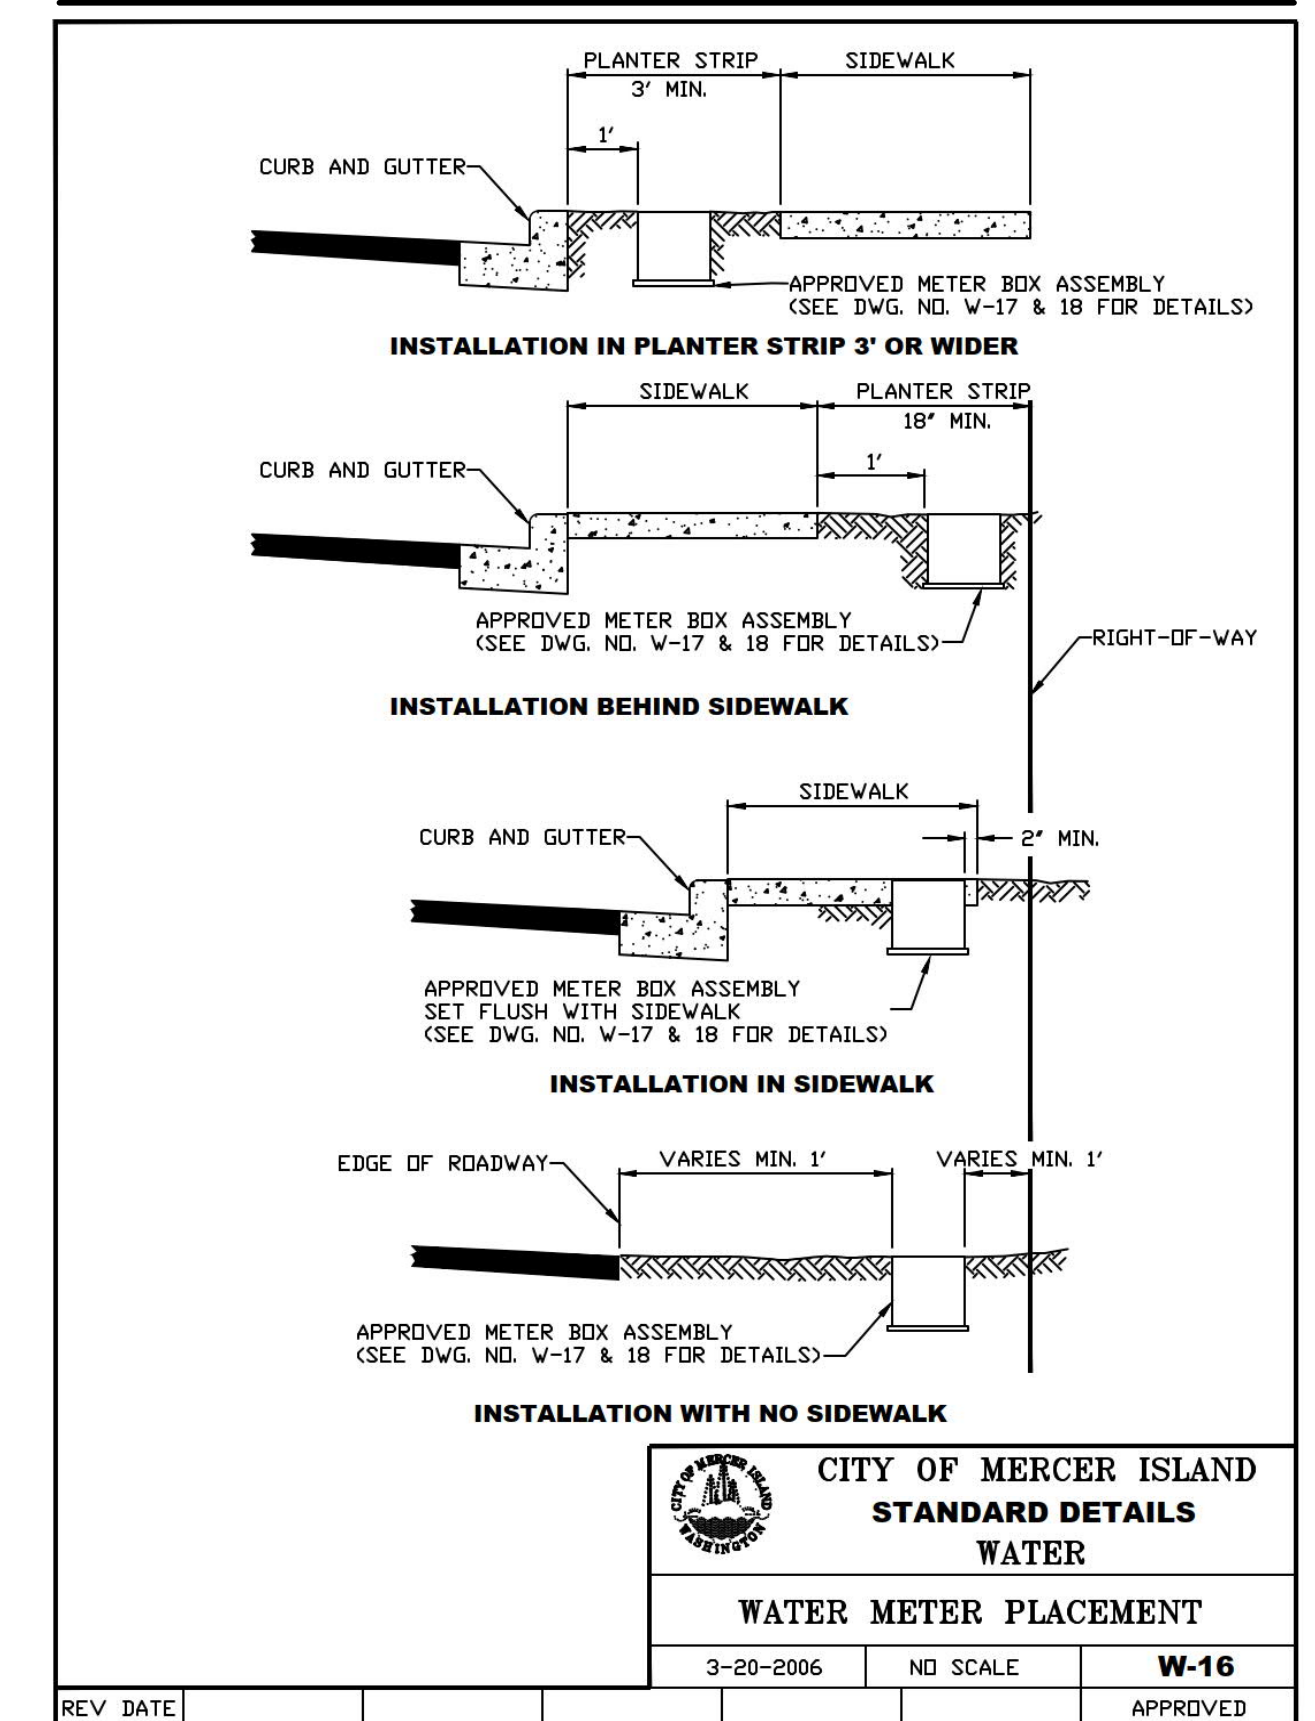 PLANTER STRIP
SIDEWALK
3' MIN.
1'
CURB AND GUTTER
APPROVED METER BOX ASSEMBLY
(SEE DWG. NO. W-17 & 18 FOR DETAILS)
INSTALLATION IN PLANTER STRIP 3' OR WIDER
SIDEWALK
PLANTER STRIP
18" MIN.
1'
CURB AND GUTTER
APPROVED METER BOX ASSEMBLY
(SEE DWG. NO. W-17 & 18 FOR DETAILS)
RIGHT-OF-WAY
INSTALLATION BEHIND SIDEWALK
SIDEWALK
CURB AND GUTTER
2" MIN.
APPROVED METER BOX ASSEMBLY
SET FLUSH WITH SIDEWALK
(SEE DWG. NO. W-17 & 18 FOR DETAILS)
INSTALLATION IN SIDEWALK
EDGE OF ROADWAY
VARIES MIN. 1'
VARIES MIN. 1'
APPROVED METER BOX ASSEMBLY
(SEE DWG. NO. W-17 & 18 FOR DETAILS)
INSTALLATION WITH NO SIDEWALK
CITY OF MERCER ISLAND
WASHINGTON
CITY OF MERCER ISLAND
STANDARD DETAILS
WATER
WATER METER PLACEMENT
3-20-2006
NO SCALE
W-16
REV DATE
APPROVED